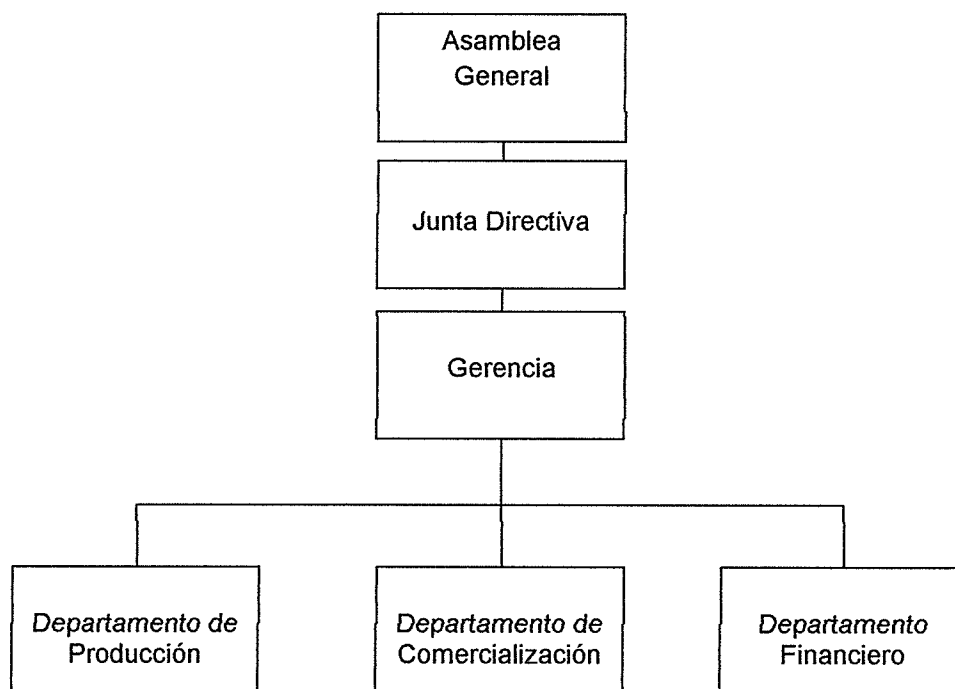 Asamblea
General
Junta Directiva
Gerencia
Departamento de
Producción
Departamento de
Comercialización
Departamento
Financiero